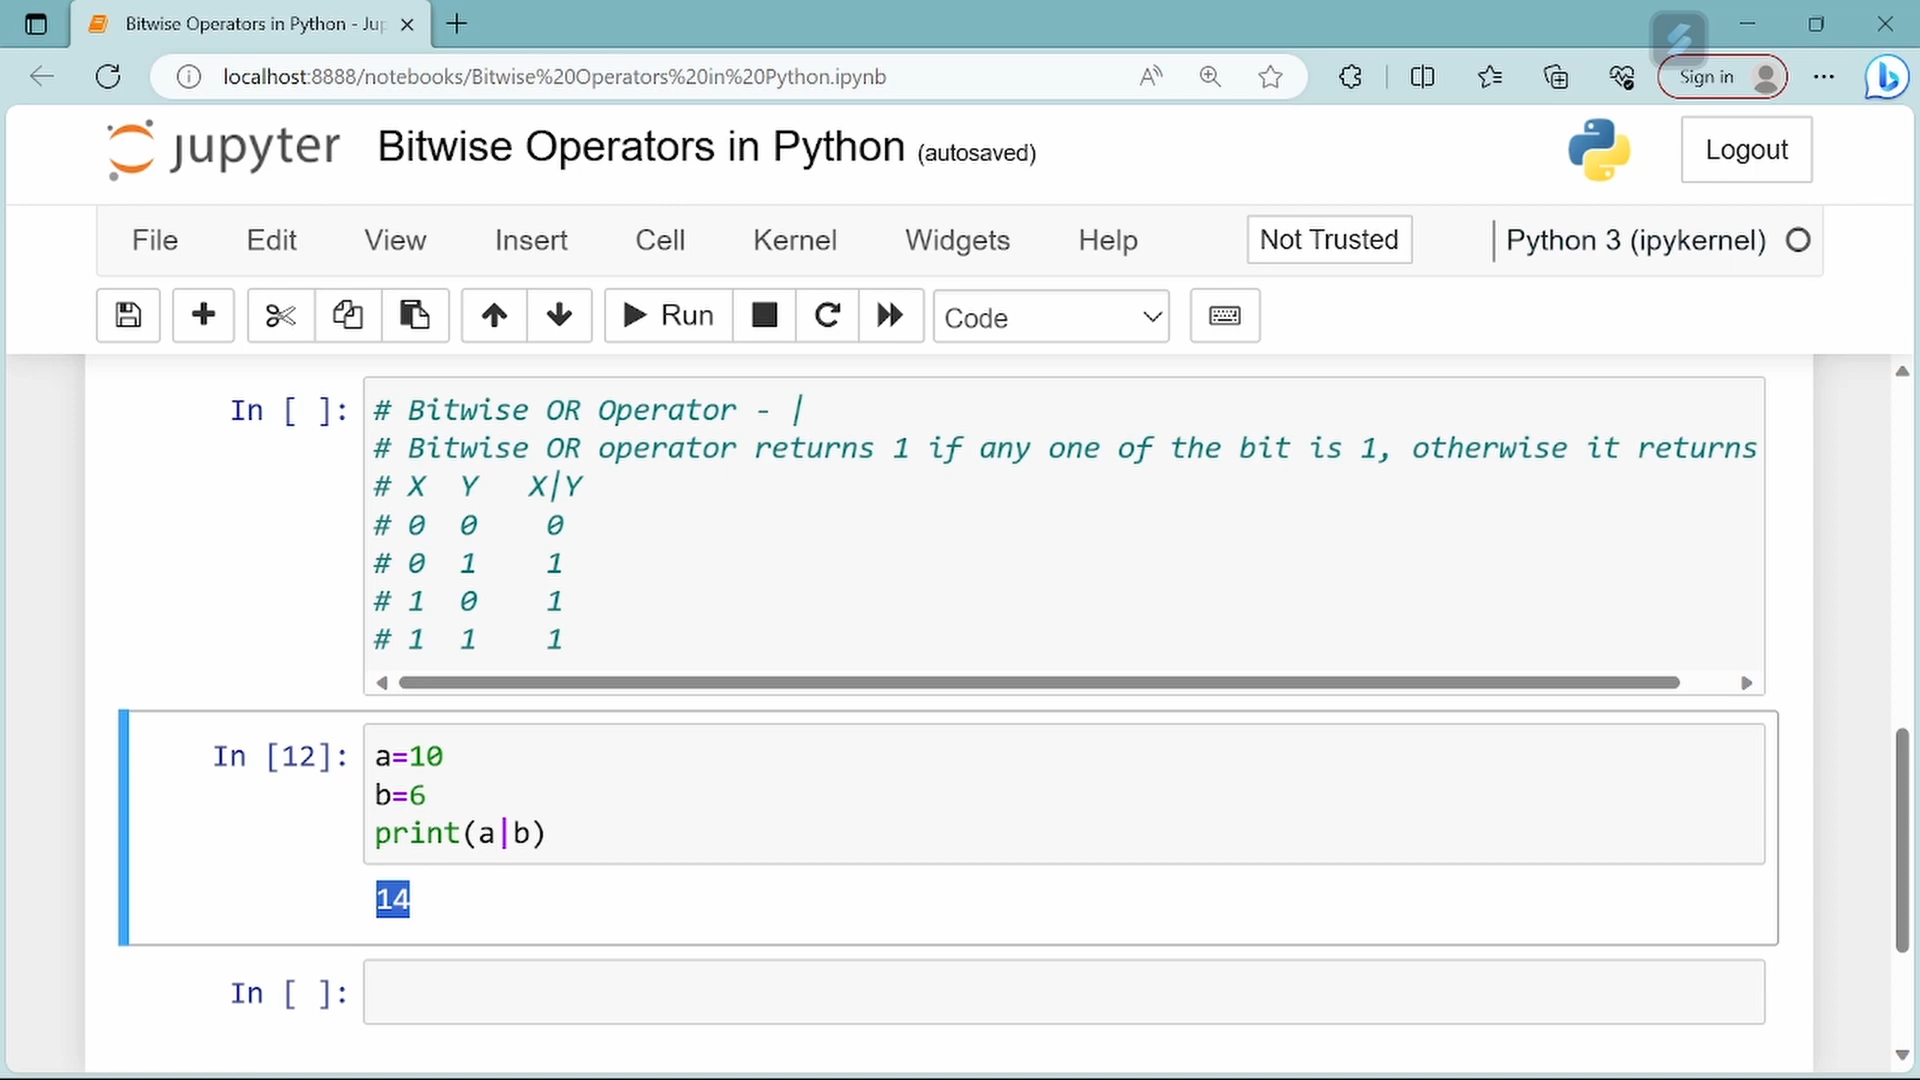 Bitwise Operators in Python - Jup
localhost:8888/notebooks/Bitwise%20Operators%20in%20Python.ipynb
Sign in
jupyter Bitwise Operators in Python (autosaved)
Logout
File Edit View Insert Cell Kernel Widgets Help Not Trusted Python 3 (ipykernel)
Run Code
In [ ]: # Bitwise OR Operator - |
# Bitwise OR operator returns 1 if any one of the bit is 1, otherwise it returns
# X Y X|Y
# 0 0 0
# 0 1 1
# 1 0 1
# 1 1 1
In [12]: a=10
b=6
print(a|b)
14
In [ ]: